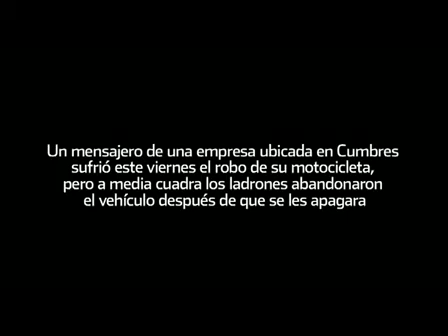 Un mensajero de una empresa ubicada en Cumbres
sufrió este viernes el robo de su motocicleta,
pero a media cuadra los ladrones abandonaron
el vehículo después de que se les apagara